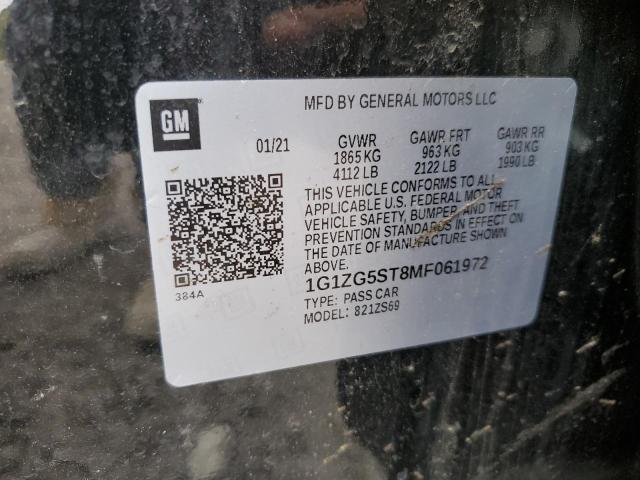 GM
MFD BY GENERAL MOTORS LLC
01/21 GVWR GAWR FRT GAWR RR
1865 KG 963 KG 903 KG
4112 LB 2122 LB 1990 LB
THIS VEHICLE CONFORMS TO ALL
APPLICABLE U.S. FEDERAL MOTOR
VEHICLE SAFETY, BUMPER, AND THEFT
PREVENTION STANDARDS IN EFFECT ON
THE DATE OF MANUFACTURE SHOWN
ABOVE.
1G1ZG5ST8MF061972
384A
TYPE: PASS CAR
MODEL: 821ZS69